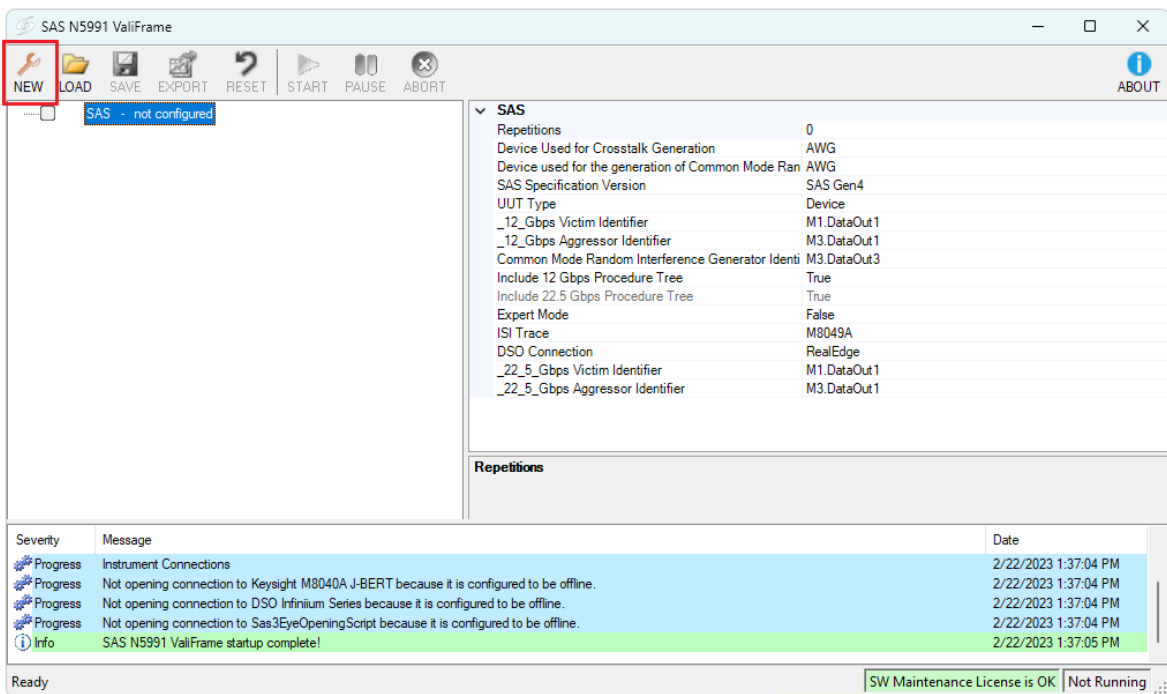 SAS N5991 ValiFrame
NEW LOAD SAVE EXPORT RESET START PAUSE ABORT ABOUT
SAS - not configured
SAS
Repetitions 0
Device Used for Crosstalk Generation AWG
Device used for the generation of Common Mode Ran AWG
SAS Specification Version SAS Gen4
UUT Type Device
_12_Gbps Victim Identifier M1.DataOut1
_12_Gbps Aggressor Identifier M3.DataOut1
Common Mode Random Interference Generator Identi M3.DataOut3
Include 12 Gbps Procedure Tree True
Include 22.5 Gbps Procedure Tree True
Expert Mode False
ISI Trace M8049A
DSO Connection RealEdge
_22_5_Gbps Victim Identifier M1.DataOut1
_22_5_Gbps Aggressor Identifier M3.DataOut1
Repetitions
Severity Message Date
Progress Instrument Connections 2/22/2023 1:37:04 PM
Progress Not opening connection to Keysight M8040A J-BERT because it is configured to be offline. 2/22/2023 1:37:04 PM
Progress Not opening connection to DSO Infiniium Series because it is configured to be offline. 2/22/2023 1:37:04 PM
Progress Not opening connection to Sas3EyeOpeningScript because it is configured to be offline. 2/22/2023 1:37:04 PM
Info SAS N5991 ValiFrame startup complete! 2/22/2023 1:37:05 PM
Ready SW Maintenance License is OK Not Running